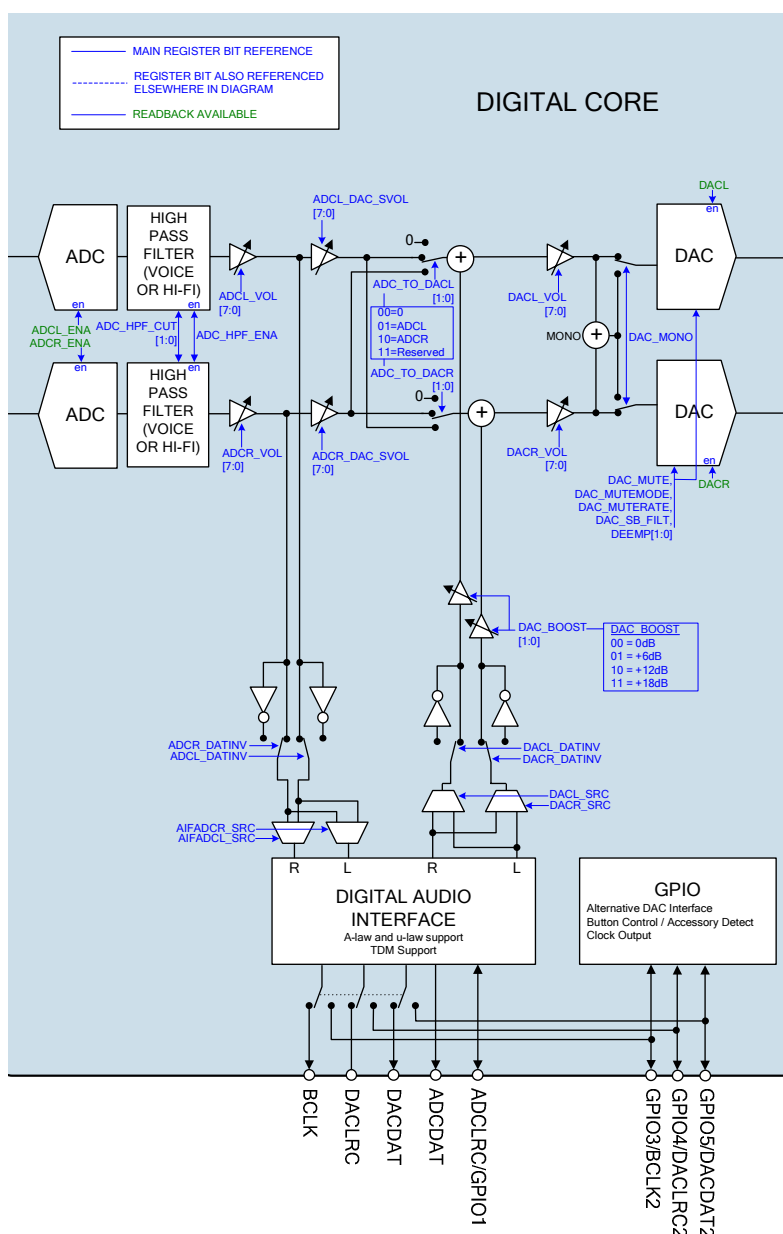 MAIN REGISTER BIT REFERENCE
REGISTER BIT ALSO REFERENCED
ELSEWHERE IN DIAGRAM
READBACK AVAILABLE
DIGITAL CORE
ADC
HIGH
PASS
FILTER
(VOICE
OR HI-FI)
en
ADCL_VOL
[7:0]
ADCL_DAC_SVOL
[7:0]
0
ADC_TO_DACL
[1:0]
00=0
01=ADCL
10=ADCR
11=Reserved
ADC_TO_DACR
[1:0]
0
DACL_VOL
[7:0]
MONO
DAC_MONO
DACL
en
DAC
ADCL_ENA
ADCR_ENA
ADC_HPF_CUT
[1:0]
ADC_HPF_ENA
en
en
ADC
HIGH
PASS
FILTER
(VOICE
OR HI-FI)
en
ADCR_VOL
[7:0]
ADCR_DAC_SVOL
[7:0]
DACR_VOL
[7:0]
DAC
en
DACR
DAC_MUTE,
DAC_MUTEMODE,
DAC_MUTERATE,
DAC_SB_FILT,
DEEMP[1:0]
DAC_BOOST
[1:0]
DAC_BOOST
00 = 0dB
01 = +6dB
10 = +12dB
11 = +18dB
ADCR_DATINV
ADCL_DATINV
DACL_DATINV
DACR_DATINV
DACL_SRC
DACR_SRC
AIFADCR_SRC
AIFADCL_SRC
R
L
R
L
DIGITAL AUDIO
INTERFACE
A-law and u-law support
TDM Support
GPIO
Alternative DAC Interface
Button Control / Accessory Detect
Clock Output
BCLK
DACLRC
DACDAT
ADCDAT
ADCLRC/GPIO1
GPIO3/BCLK2
GPIO4/DACLRC2
GPIO5/DACDAT2